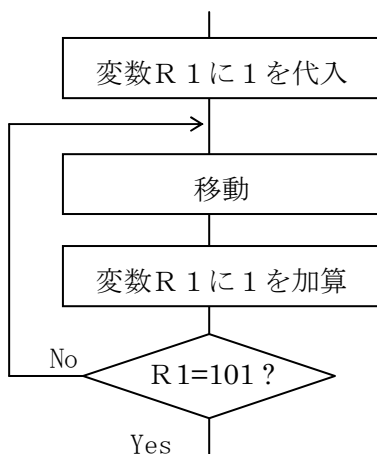 変数R１に１を代入
移動
変数R１に１を加算
R1=101？
No
Yes